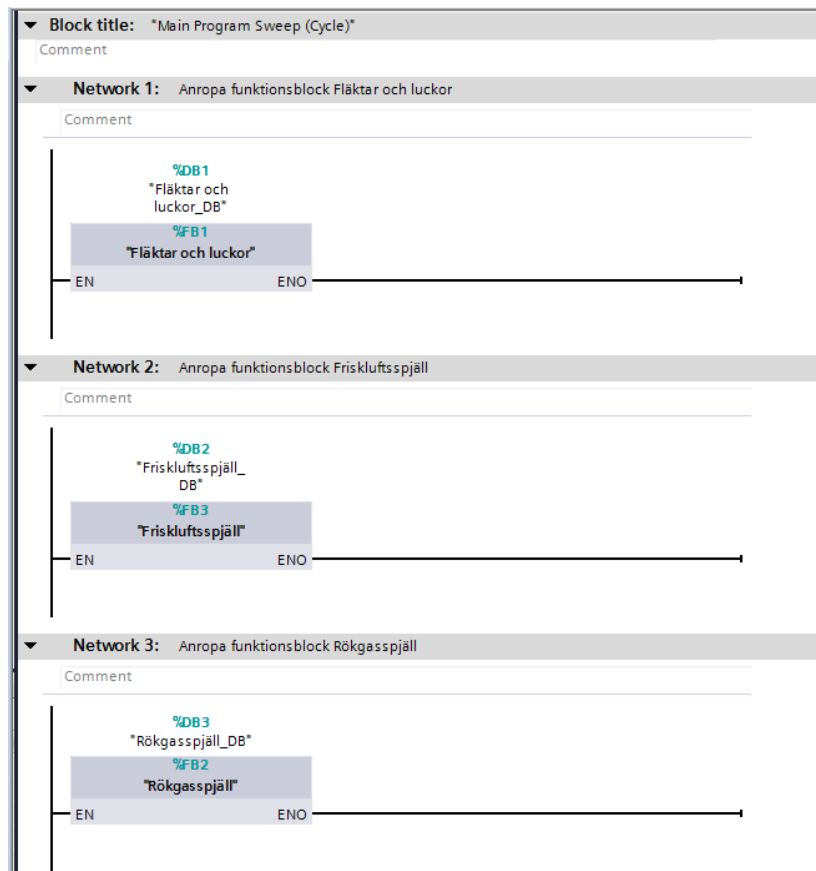 Block title: "Main Program Sweep (Cycle)"
Comment
Network 1: Anropa funktionsblock Fläktar och luckor
Comment
%DB1
"Fläktar och
luckor_DB"
%FB1
"Fläktar och luckor"
EN ENO
Network 2: Anropa funktionsblock Friskluftsspjäll
Comment
%DB2
"Friskluftsspjäll_
DB"
%FB3
"Friskluftsspjäll"
EN ENO
Network 3: Anropa funktionsblock Rökgasspjäll
Comment
%DB3
"Rökgasspjäll_DB"
%FB2
"Rökgasspjäll"
EN ENO